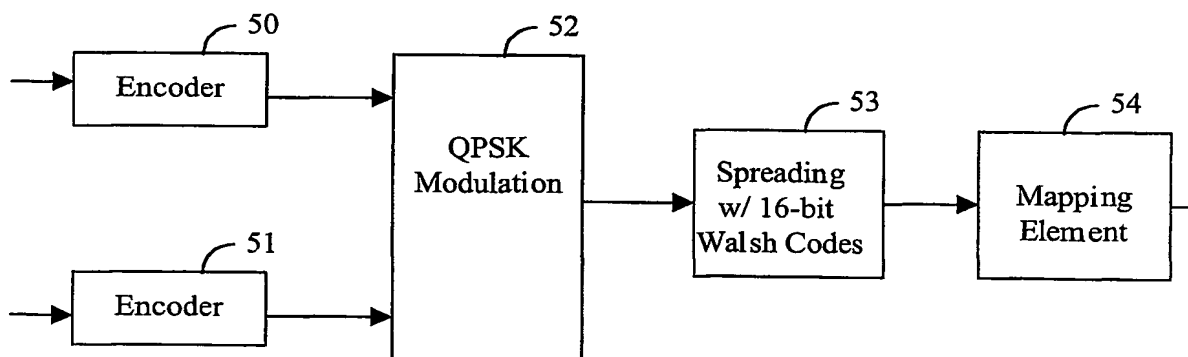 50
Encoder
52
QPSK
Modulation
53
Spreading
w/ 16-bit
Walsh Codes
54
Mapping
Element
51
Encoder